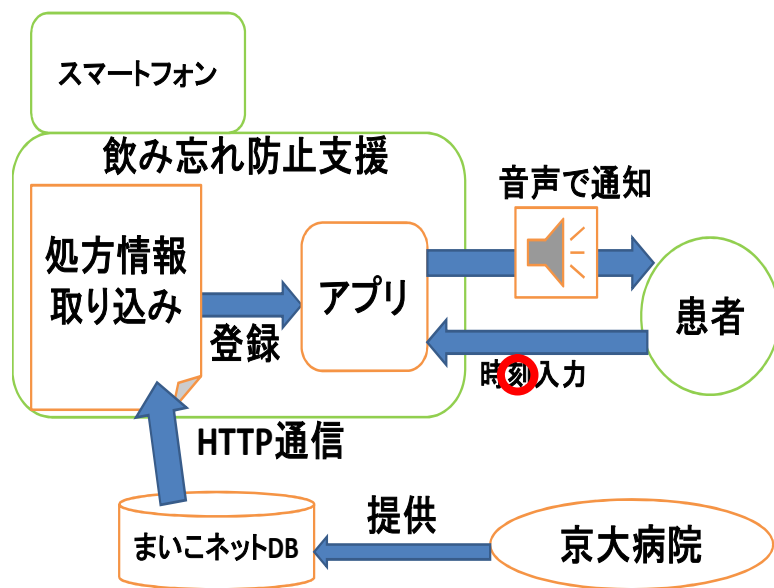 スマートフォン
飲み忘れ防止支援
音声で通知
処方情報
取り込み
登録
アプリ
患者
時刻入力
HTTP通信
まいこネットDB
提供
京大病院